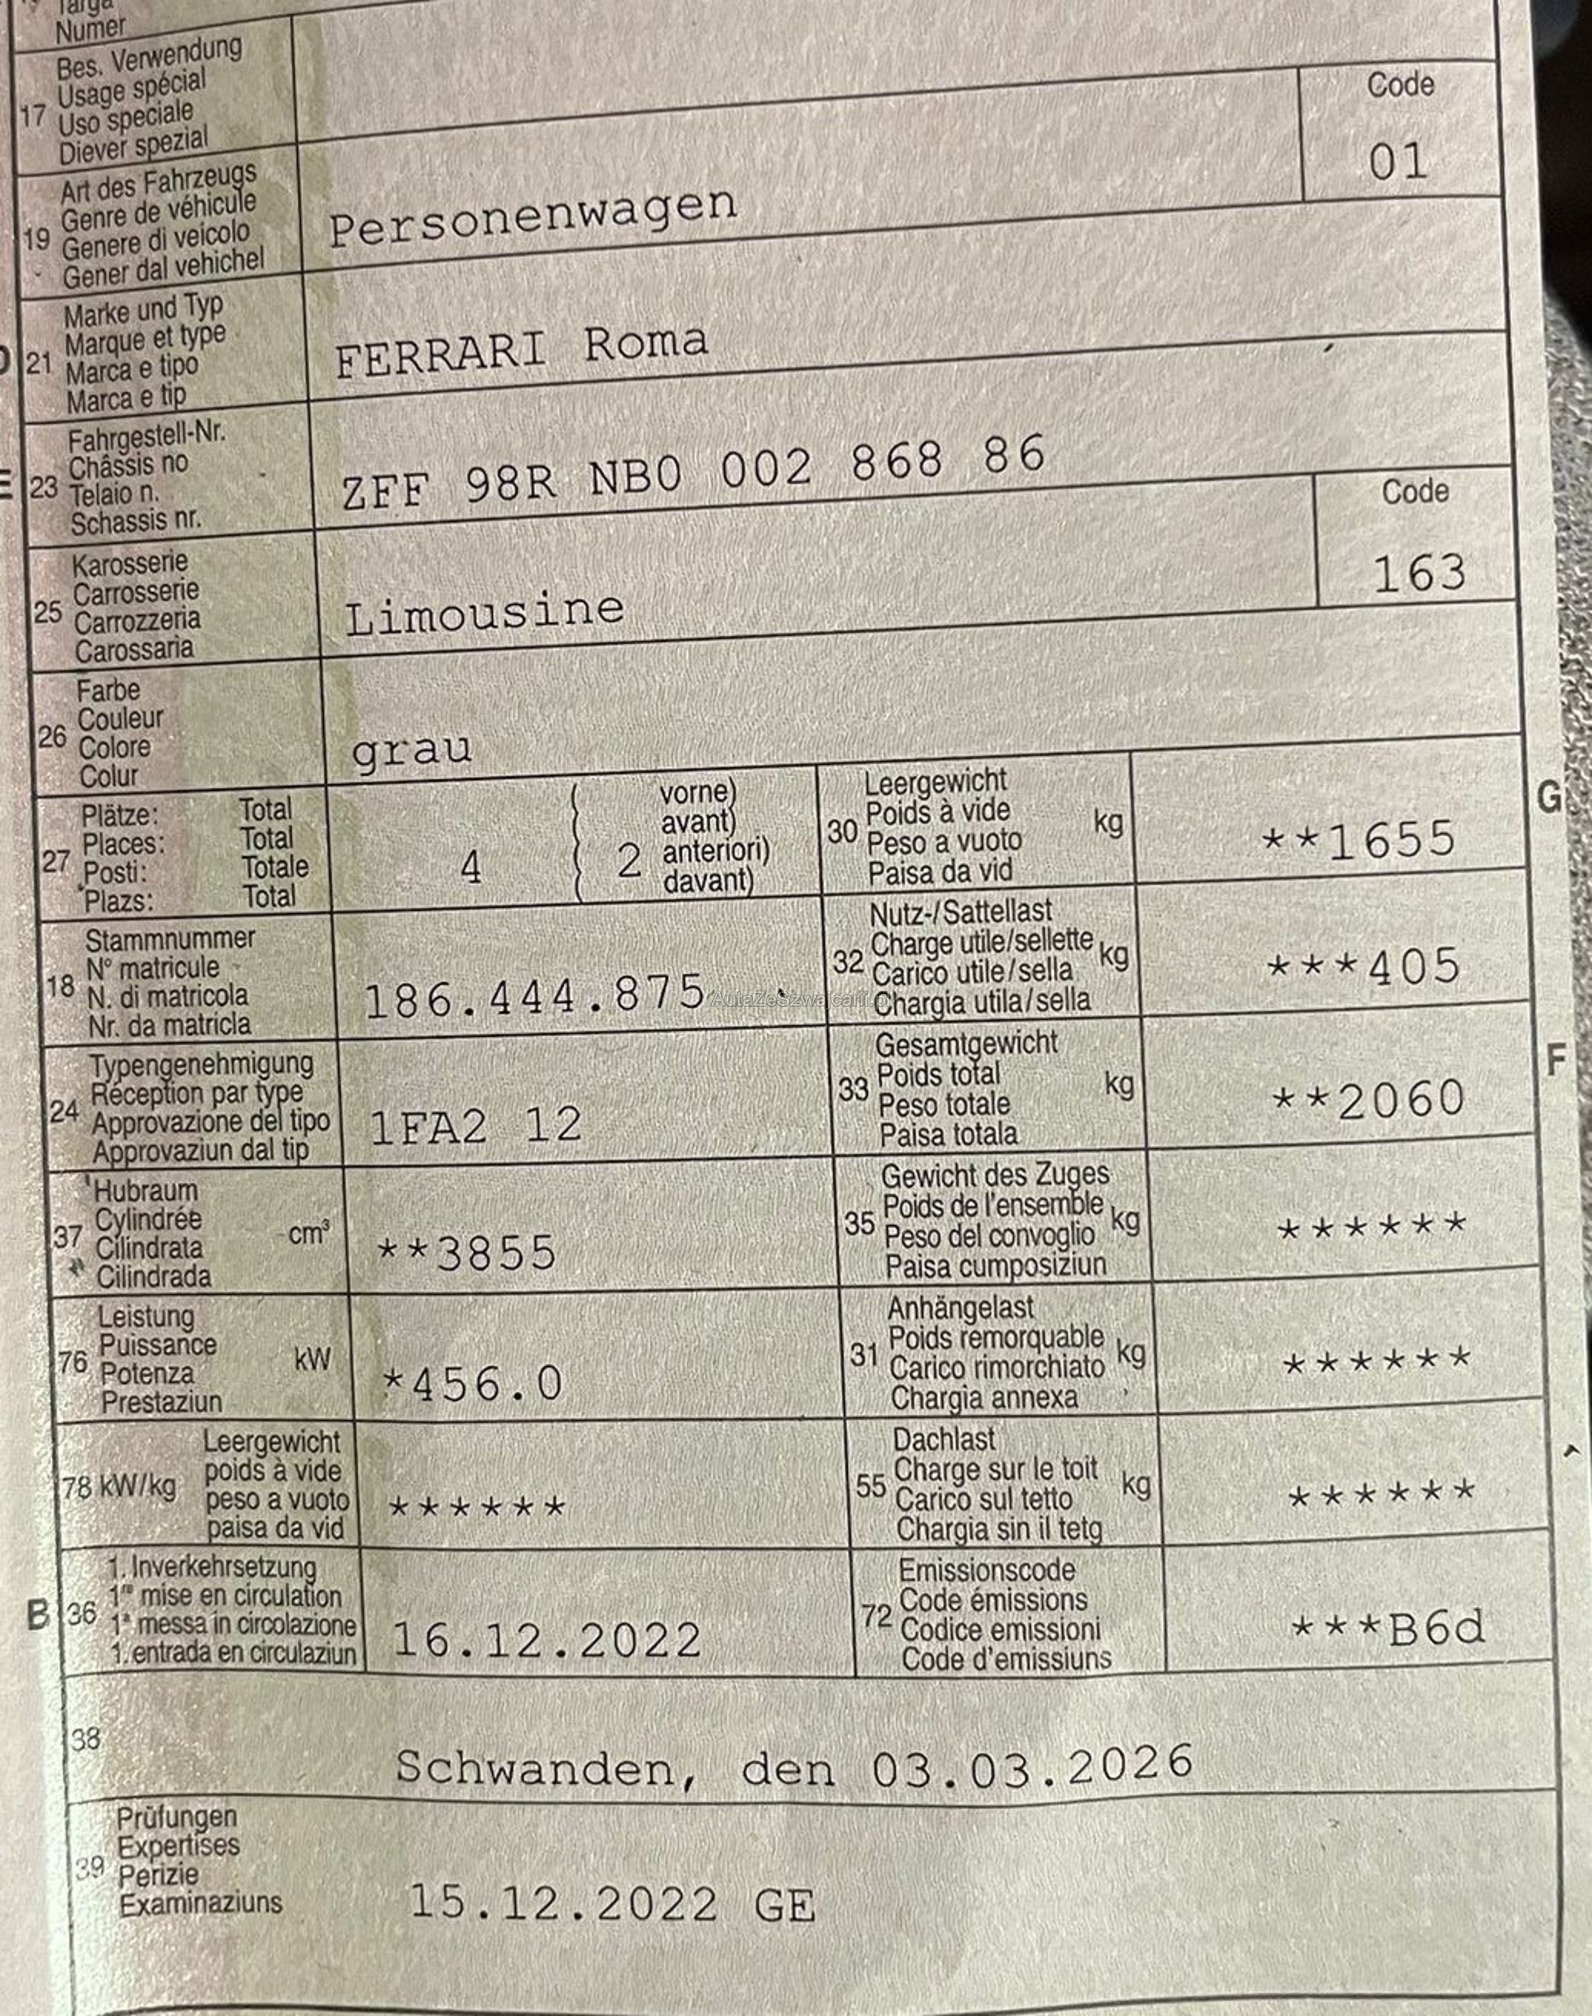 Targa
Numer
17 Bes. Verwendung
Usage spécial
Uso speciale
Diever spezial
Code
01
19 Art des Fahrzeugs
Genre de véhicule
Genere di veicolo
Gener dal vehichel
Personenwagen
21 Marke und Typ
Marque et type
Marca e tipo
Marca e tip
FERRARI Roma
E 23 Fahrgestell-Nr.
Châssis no
Telaio n.
Schassis nr.
ZFF 98R NB0 002 868 86
Code
163
25 Karosserie
Carrosserie
Carrozzeria
Carossaria
Limousine
26 Farbe
Couleur
Colore
Colur
grau
27 Plätze: Total
Places: Total
Posti: Totale
Plazs: Total
4
2
vorne)
avant)
anteriori)
davant)
30 Leergewicht
Poids à vide
Peso a vuoto
Paisa da vid
kg
**1655
G
18 Stammnummer
N° matricule
N. di matricola
Nr. da matricla
186.444.875
32 Nutz-/Sattellast
Charge utile/sellette
Carico utile/sella
Chargia utila/sella
kg
***405
24 Typengenehmigung
Réception par type
Approvazione del tipo
Approvaziun dal tip
1FA2 12
33 Gesamtgewicht
Poids total
Peso totale
Paisa totala
kg
**2060
F
37 Hubraum
Cylindrée
Cilindrata
Cilindrada
cm³
**3855
35 Gewicht des Zuges
Poids de l'ensemble
Peso del convoglio
Paisa cumposiziun
kg
******
76 Leistung
Puissance
Potenza
Prestaziun
kW
*456.0
31 Anhängelast
Poids remorquable
Carico rimorchiato
Chargia annexa
kg
******
78 kW/kg
Leergewicht
poids à vide
peso a vuoto
paisa da vid
******
55 Dachlast
Charge sur le toit
Carico sul tetto
Chargia sin il tetg
kg
******
B 36 1. Inverkehrsetzung
1re mise en circulation
1a messa in circolazione
1. entrada en circulaziun
16.12.2022
72 Emissionscode
Code émissions
Codice emissioni
Code d'emissiuns
***B6d
38
Schwanden, den 03.03.2026
39 Prüfungen
Expertises
Perizie
Examinaziuns
15.12.2022 GE